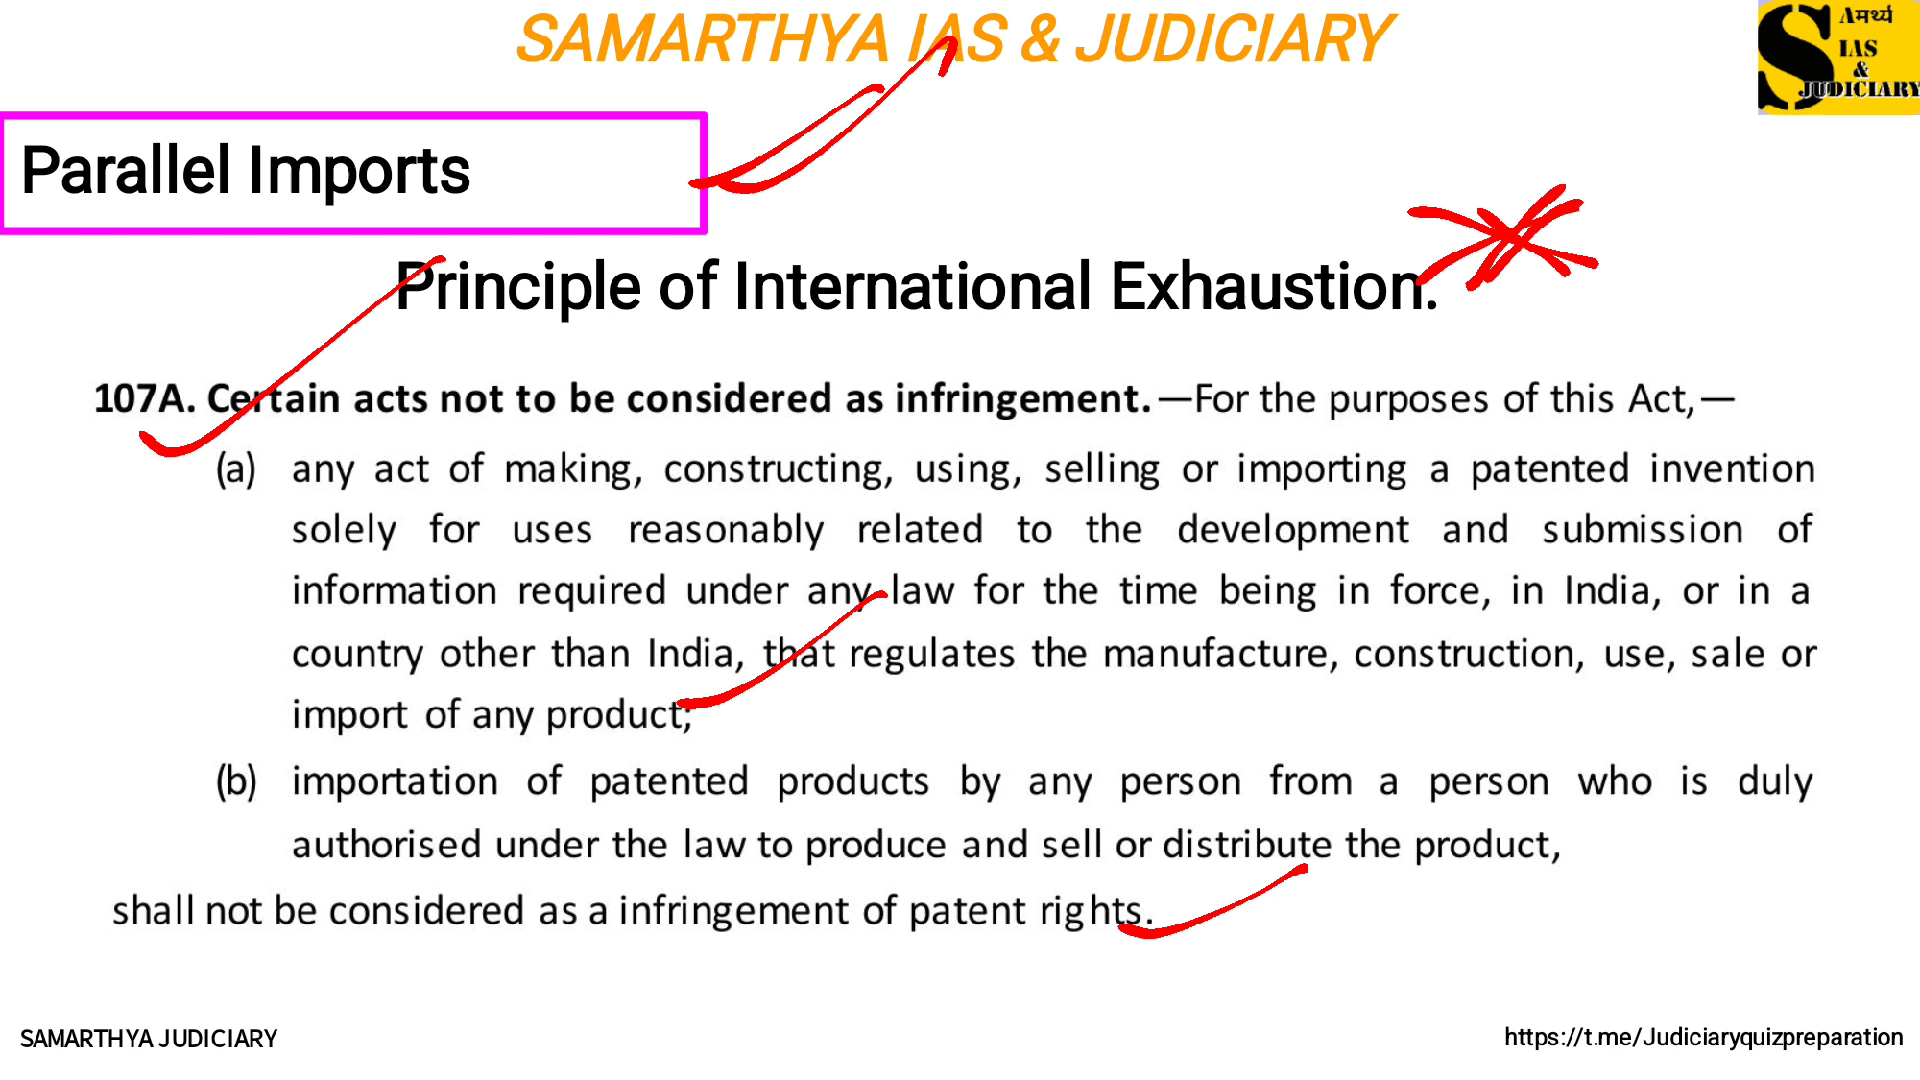 SAMARTHYA IAS & JUDICIARY
Λमर्थ्य
IΛS
&
JUDICIARY
Parallel Imports
Principle of International Exhaustion.
107A. Certain acts not to be considered as infringement.—For the purposes of this Act,—
(a) any act of making, constructing, using, selling or importing a patented invention
solely for uses reasonably related to the development and submission of
information required under any law for the time being in force, in India, or in a
country other than India, that regulates the manufacture, construction, use, sale or
import of any product;
(b) importation of patented products by any person from a person who is duly
authorised under the law to produce and sell or distribute the product,
shall not be considered as a infringement of patent rights.
SAMARTHYA JUDICIARY
https://t.me/Judiciaryquizpreparation